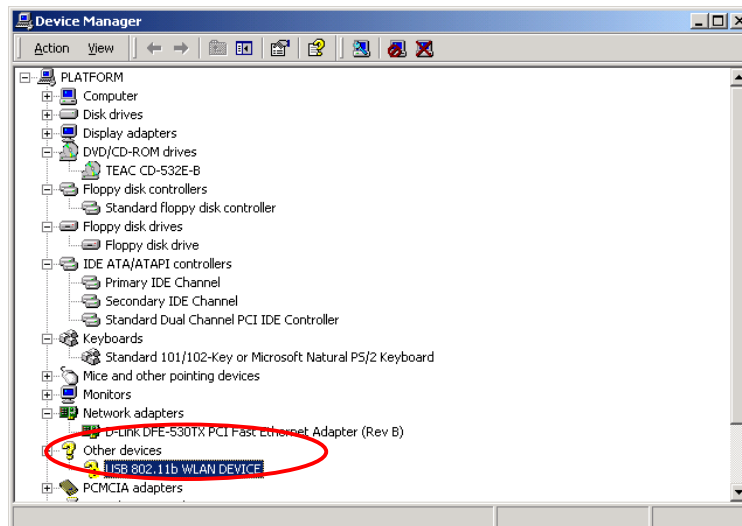 Device Manager
Action View
PLATFORM
Computer
Disk drives
Display adapters
DVD/CD-ROM drives
TEAC CD-532E-B
Floppy disk controllers
Standard floppy disk controller
Floppy disk drives
Floppy disk drive
IDE ATA/ATAPI controllers
Primary IDE Channel
Secondary IDE Channel
Standard Dual Channel PCI IDE Controller
Keyboards
Standard 101/102-Key or Microsoft Natural PS/2 Keyboard
Mice and other pointing devices
Monitors
Network adapters
D-Link DFE-530TX PCI Fast Ethernet Adapter (Rev B)
Other devices
USB 802.11b WLAN DEVICE
PCMCIA adapters